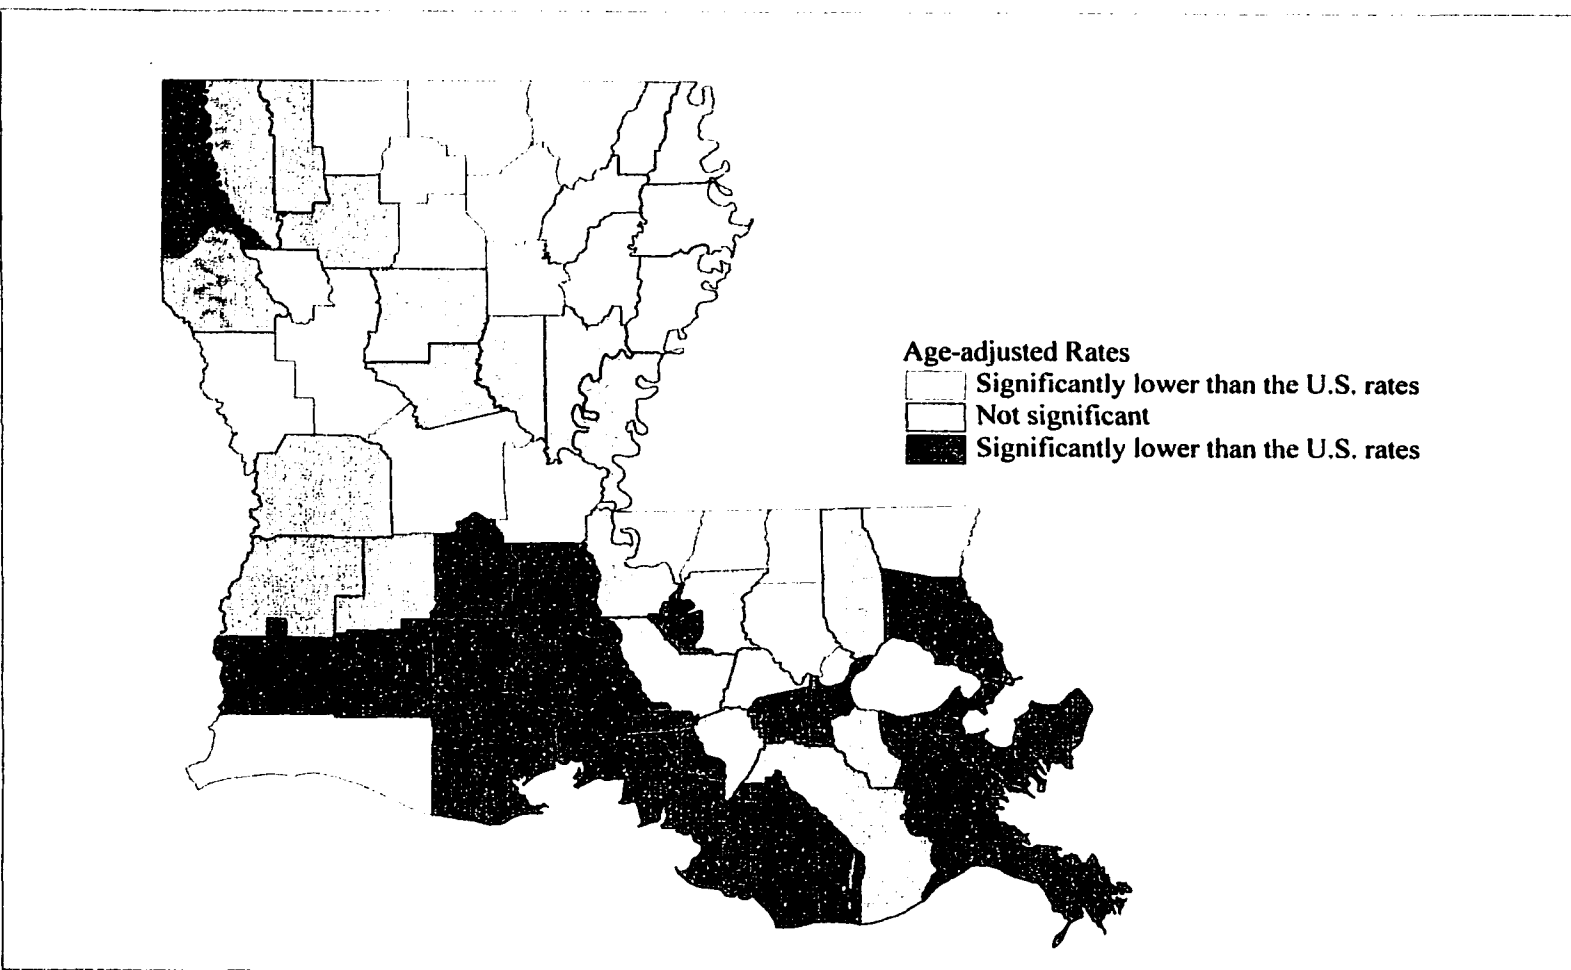 Age-adjusted Rates
Significantly lower than the U.S. rates
Not significant
Significantly lower than the U.S. rates